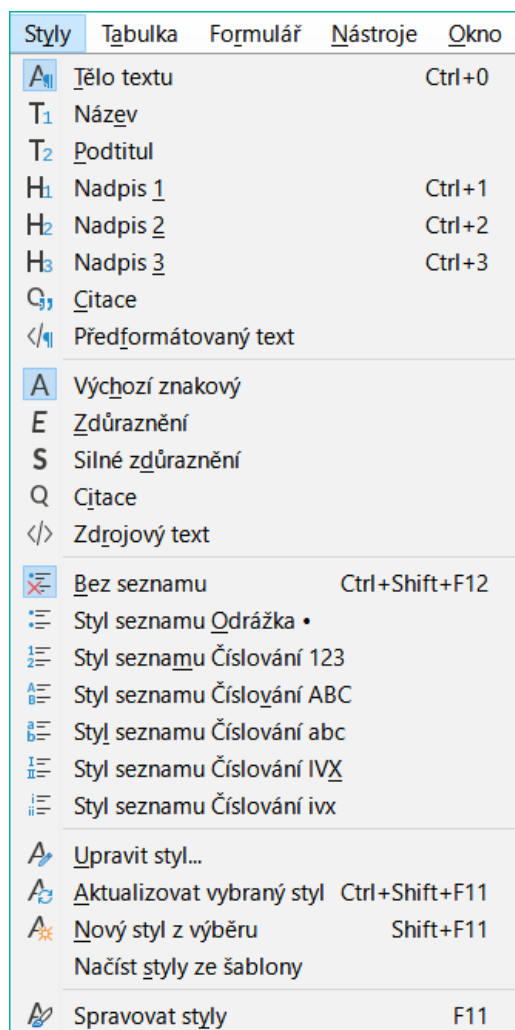 Styly Tabulka Formulář Nástroje Okno
Tělo textu Ctrl+0
Název
Podtitul
Nadpis 1 Ctrl+1
Nadpis 2 Ctrl+2
Nadpis 3 Ctrl+3
Citace
Předformátovaný text
Výchozí znakový
Zdůraznění
Silné zdůraznění
Citace
Zdrojový text
Bez seznamu Ctrl+Shift+F12
Styl seznamu Odrážka •
Styl seznamu Číslování 123
Styl seznamu Číslování ABC
Styl seznamu Číslování abc
Styl seznamu Číslování IVX
Styl seznamu Číslování ivx
Upravit styl...
Aktualizovat vybraný styl Ctrl+Shift+F11
Nový styl z výběru Shift+F11
Načíst styly ze šablony
Spravovat styly F11